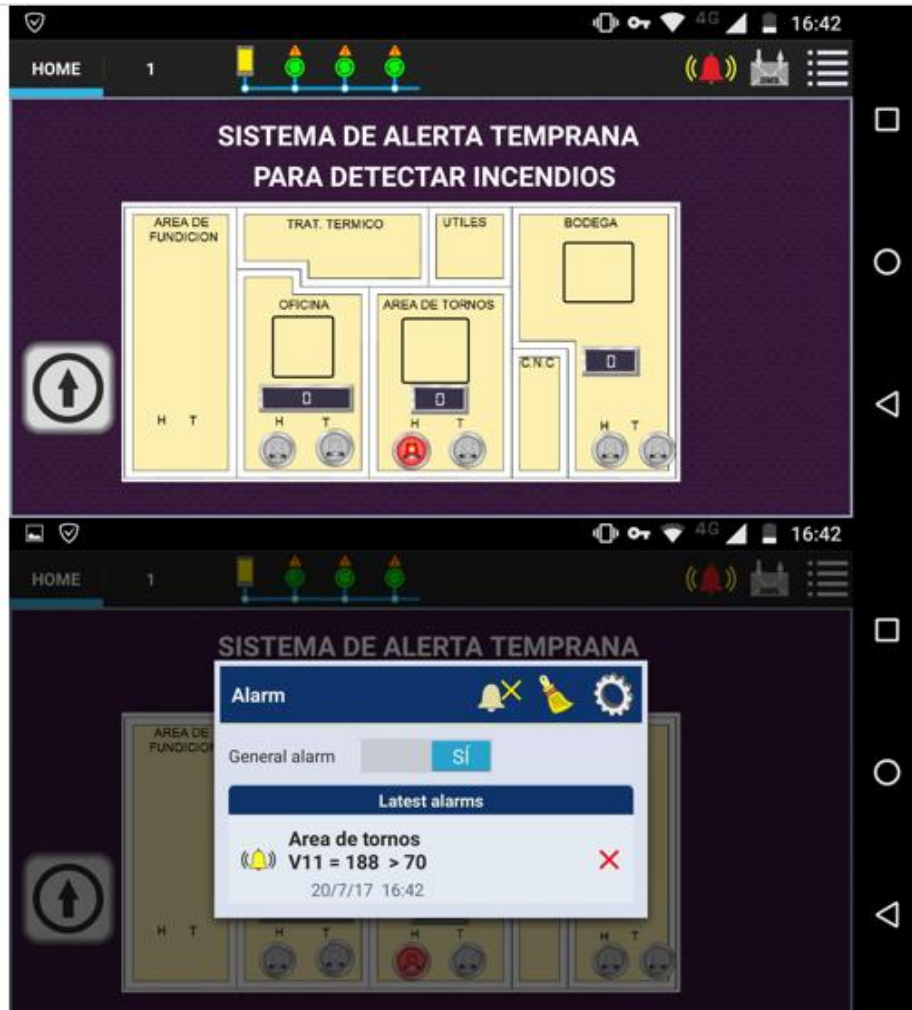 4G 16:42
HOME 1
SISTEMA DE ALERTA TEMPRANA
PARA DETECTAR INCENDIOS
AREA DE
FUNDICION
TRAT. TERMICO
UTILES
BODEGA
OFICINA
AREA DE TORNOS
C.N.C
0
0
0
H T
H T
H T
H T
4G 16:42
HOME 1
SISTEMA DE ALERTA TEMPRANA
AREA DE
FUNDICION
Alarm
General alarm SÍ
Latest alarms
Area de tornos
V11 = 188 > 70
20/7/17 16:42
H T
H T
H T
H T